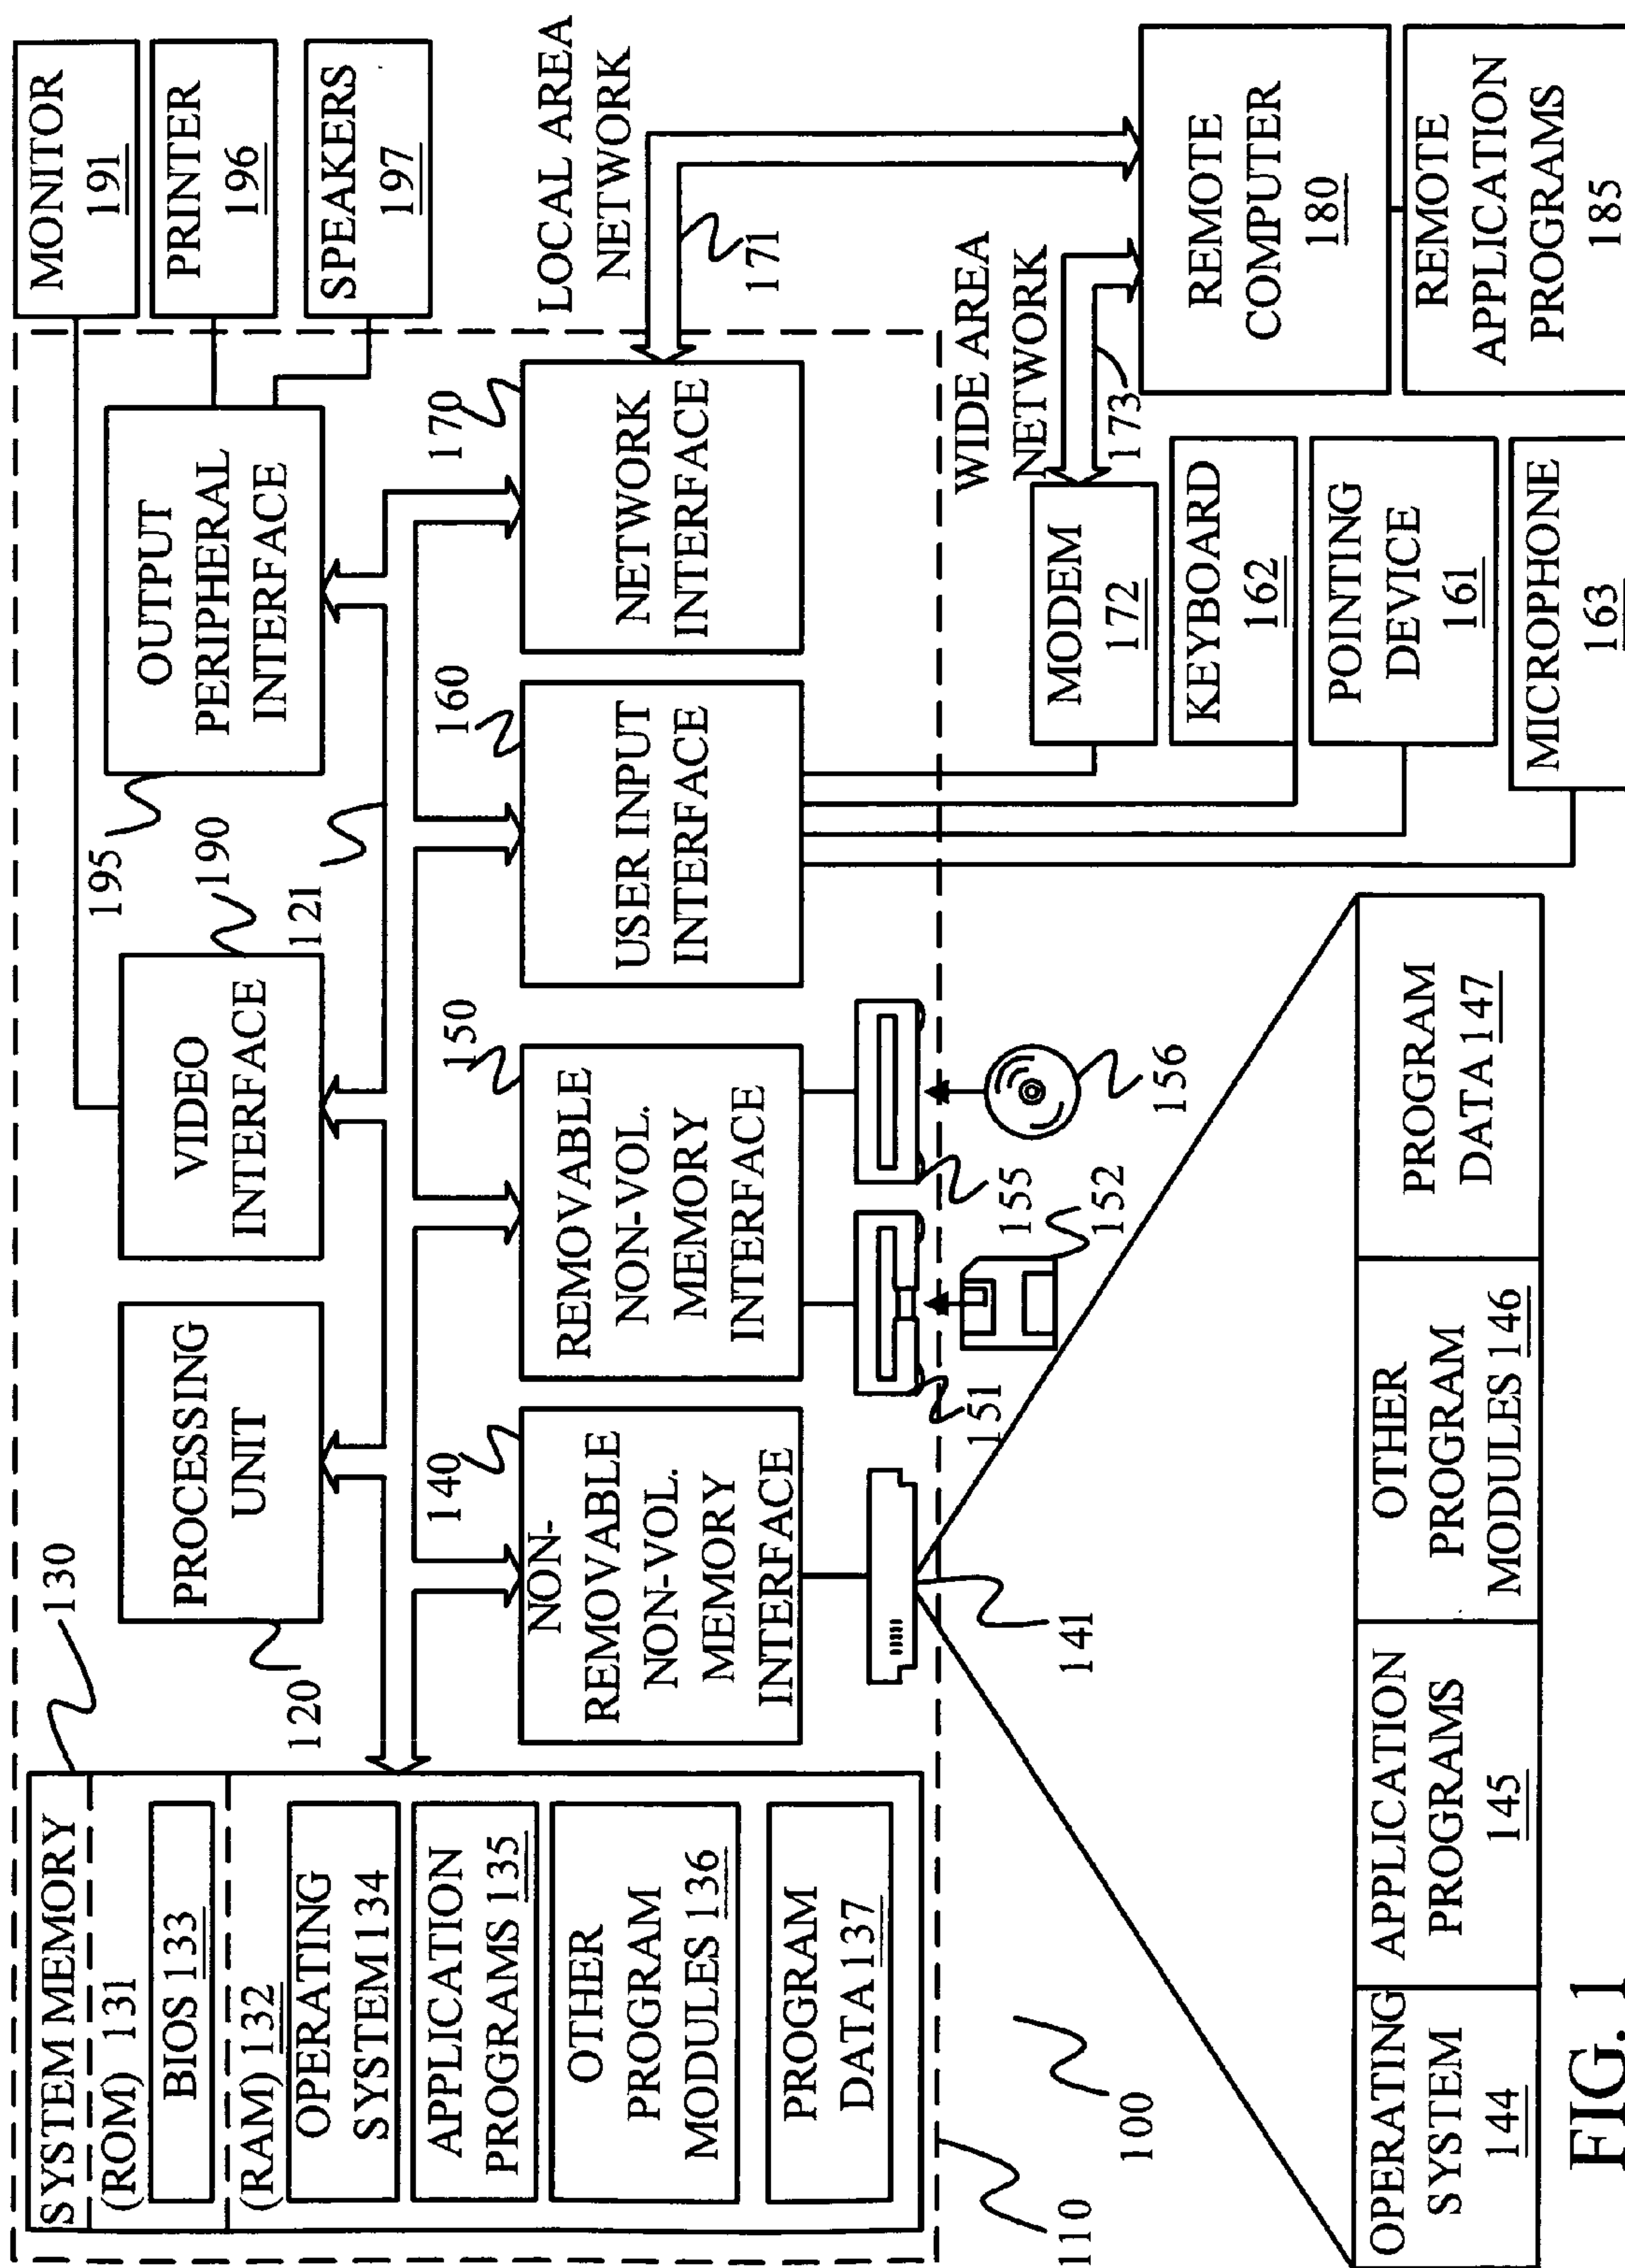 SYSTEM MEMORY
(ROM) 131
BIOS 133
(RAM) 132
OPERATING
SYSTEM 134
APPLICATION
PROGRAMS 135
OTHER
PROGRAM
MODULES 136
PROGRAM
DATA 137
130
120
PROCESSING
UNIT
VIDEO
INTERFACE
190
121
195
OUTPUT
PERIPHERAL
INTERFACE
MONITOR
191
PRINTER
196
SPEAKERS
197
140
NON-
REMOVABLE
NON-VOL.
MEMORY
INTERFACE
150
REMOVABLE
NON-VOL.
MEMORY
INTERFACE
160
USER INPUT
INTERFACE
170
NETWORK
INTERFACE
LOCAL AREA
NETWORK
171
WIDE AREA
NETWORK
173
141
151
155
152
156
MODEM
172
KEYBOARD
162
POINTING
DEVICE
161
MICROPHONE
163
REMOTE
COMPUTER
180
REMOTE
APPLICATION
PROGRAMS
185
110
100
OPERATING
SYSTEM
144
APPLICATION
PROGRAMS
145
OTHER
PROGRAM
MODULES 146
PROGRAM
DATA 147
FIG. 1